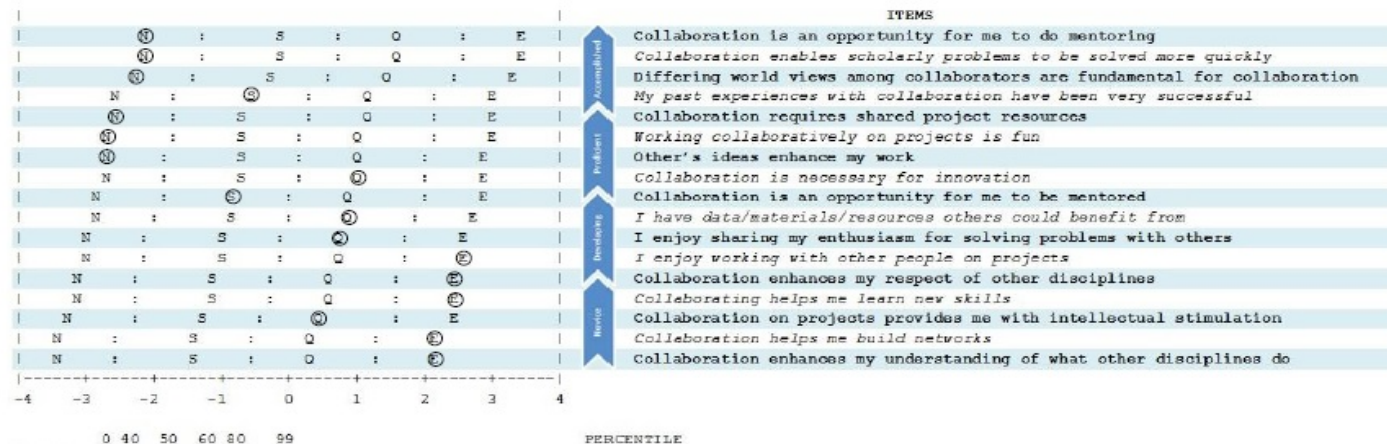 ITEMS
| N : S : Q : E | Collaboration is an opportunity for me to do mentoring
| N : S : Q : E | Collaboration enables scholarly problems to be solved more quickly
| N : S : Q : E | Differing world views among collaborators are fundamental for collaboration
| N : S : Q : E | My past experiences with collaboration have been very successful
| N : S : Q : E | Collaboration requires shared project resources
| N : S : Q : E | Working collaboratively on projects is fun
| N : S : Q : E | Other's ideas enhance my work
| N : S : Q : E | Collaboration is necessary for innovation
| N : S : Q : E | Collaboration is an opportunity for me to be mentored
| N : S : Q : E | I have data/materials/resources others could benefit from
| N : S : Q : E | I enjoy sharing my enthusiasm for solving problems with others
| N : S : Q : E | I enjoy working with other people on projects
| N : S : Q : E | Collaboration enhances my respect of other disciplines
| N : S : Q : E | Collaborating helps me learn new skills
| N : S : Q : E | Collaboration on projects provides me with intellectual stimulation
| N : S : Q : E | Collaboration helps me build networks
| N : S : Q : E | Collaboration enhances my understanding of what other disciplines do
Accomplished
Proficient
Developing
Novice
-4 -3 -2 -1 0 1 2 3 4
0 40 50 60 80 99 PERCENTILE